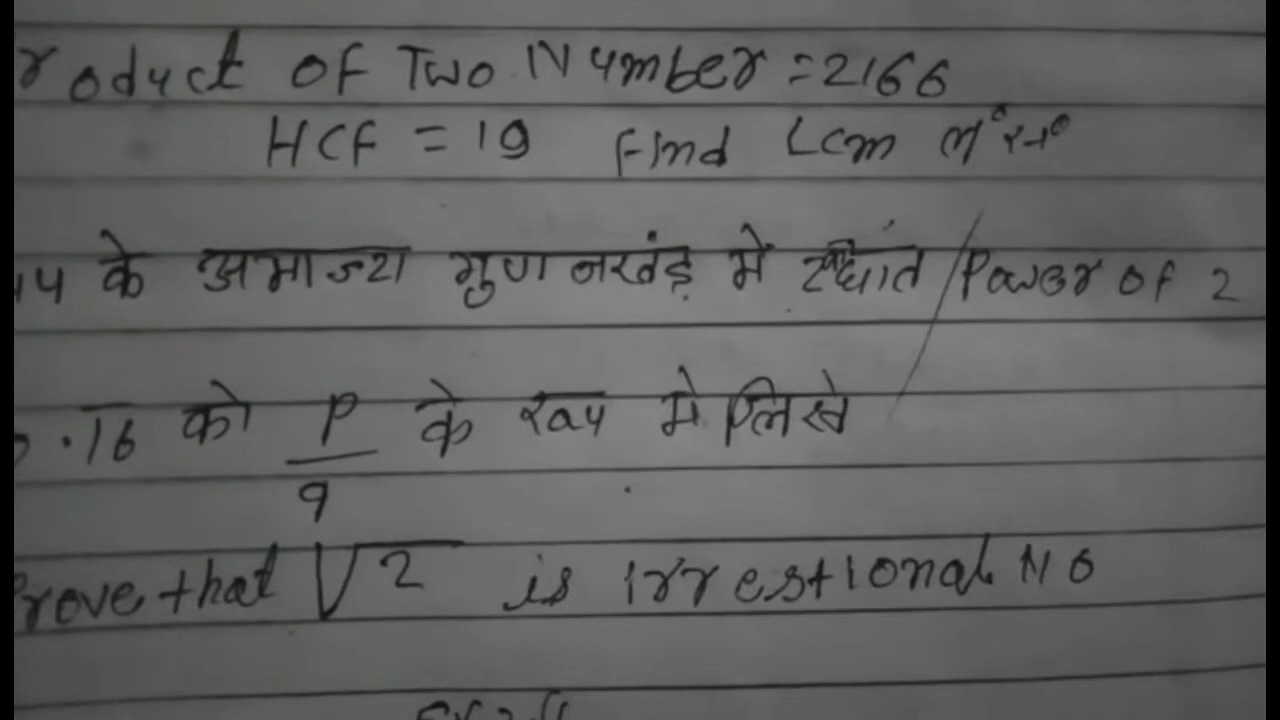 roduct of Two Number = 2166
HCF = 19 Find Lcm
14 के अभाज्य गुणनखंड़ में घांत / Power of 2
.16 को p/q के रूप मे लिखे
Prove that √2 is irrestional No